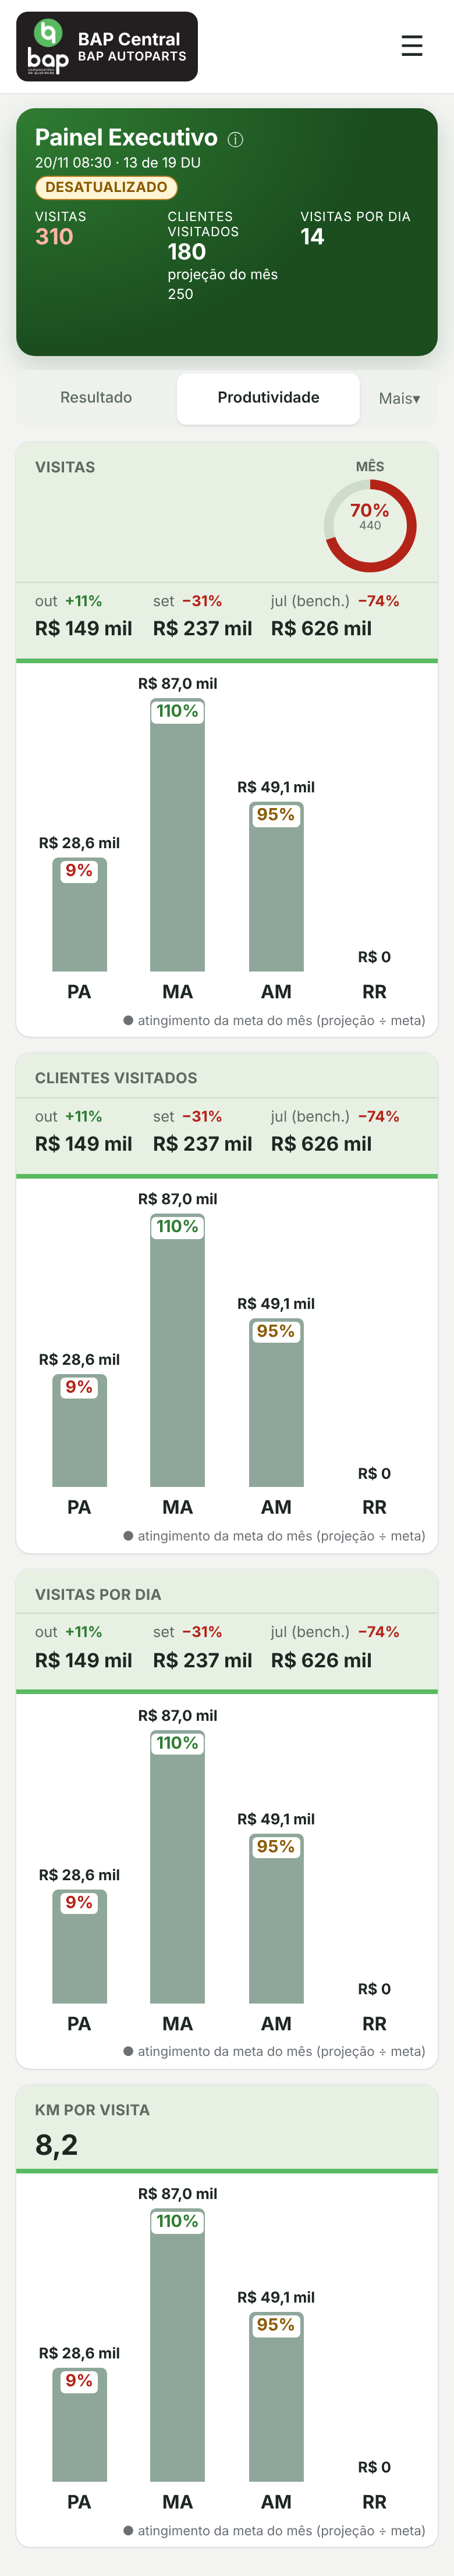 bap
BAP Central
BAP AUTOPARTS
☰
Painel Executivo ⓘ
20/11 08:30 · 13 de 19 DU
DESATUALIZADO
VISITAS
310
CLIENTES
VISITADOS
180
projeção do mês
250
VISITAS POR DIA
14
Resultado
Produtividade
Mais▾
VISITAS
MÊS
70%
440
out +11% set −31% jul (bench.) −74%
R$ 149 mil R$ 237 mil R$ 626 mil
R$ 87,0 mil
110%
R$ 49,1 mil
95%
R$ 28,6 mil
9%
R$ 0
PA MA AM RR
● atingimento da meta do mês (projeção ÷ meta)
CLIENTES VISITADOS
out +11% set −31% jul (bench.) −74%
R$ 149 mil R$ 237 mil R$ 626 mil
R$ 87,0 mil
110%
R$ 49,1 mil
95%
R$ 28,6 mil
9%
R$ 0
PA MA AM RR
● atingimento da meta do mês (projeção ÷ meta)
VISITAS POR DIA
out +11% set −31% jul (bench.) −74%
R$ 149 mil R$ 237 mil R$ 626 mil
R$ 87,0 mil
110%
R$ 49,1 mil
95%
R$ 28,6 mil
9%
R$ 0
PA MA AM RR
● atingimento da meta do mês (projeção ÷ meta)
KM POR VISITA
8,2
R$ 87,0 mil
110%
R$ 49,1 mil
95%
R$ 28,6 mil
9%
R$ 0
PA MA AM RR
● atingimento da meta do mês (projeção ÷ meta)